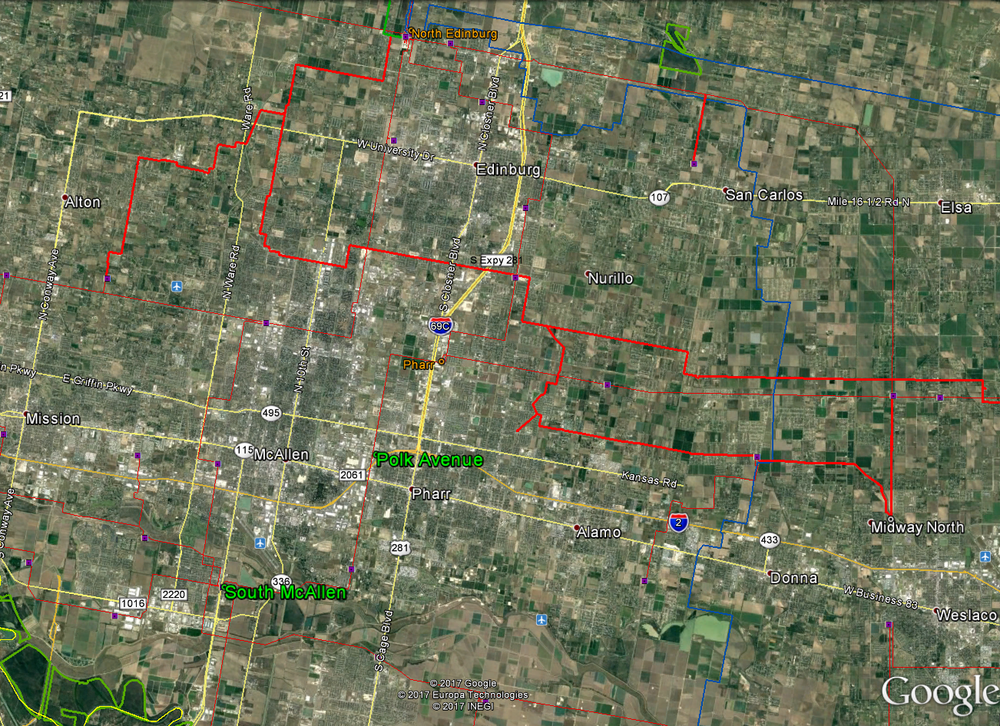 North Edinburg
21
Ware Rd
N Closner Blvd
W University Dr
Edinburg
Alton
107
San Carlos
Mile 16 1/2 Rd N
Elsa
N Conway Ave
N Ware Rd
S Closner Blvd
S Expy 281
Nurillo
69C
Pharr
N 10th St
n Pkwy
E Griffin Pkwy
495
Mission
115
McAllen
Polk Avenue
2061
Kansas Rd
Pharr
S Conway Ave
2
Alamo
Midway North
281
433
Donna
336
South McAllen
2220
1016
W Business 83
Weslaco
S Cage Blvd
© 2017 Google
© 2017 Europa Technologies
© 2017 INEGI
Google